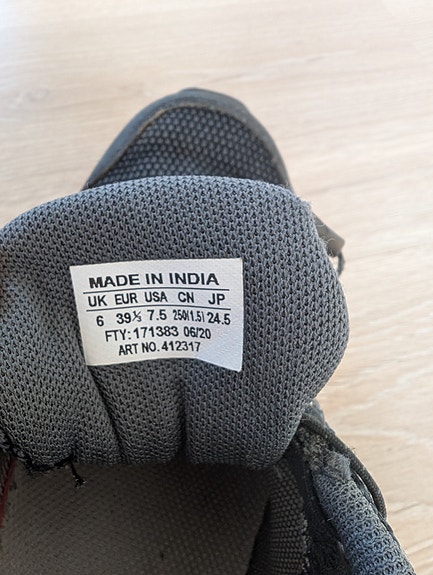 MADE IN INDIA
UK EUR USA CN JP
6 39⅓ 7.5 250(1.5) 24.5
FTY: 171383 06/20
ART NO. 412317